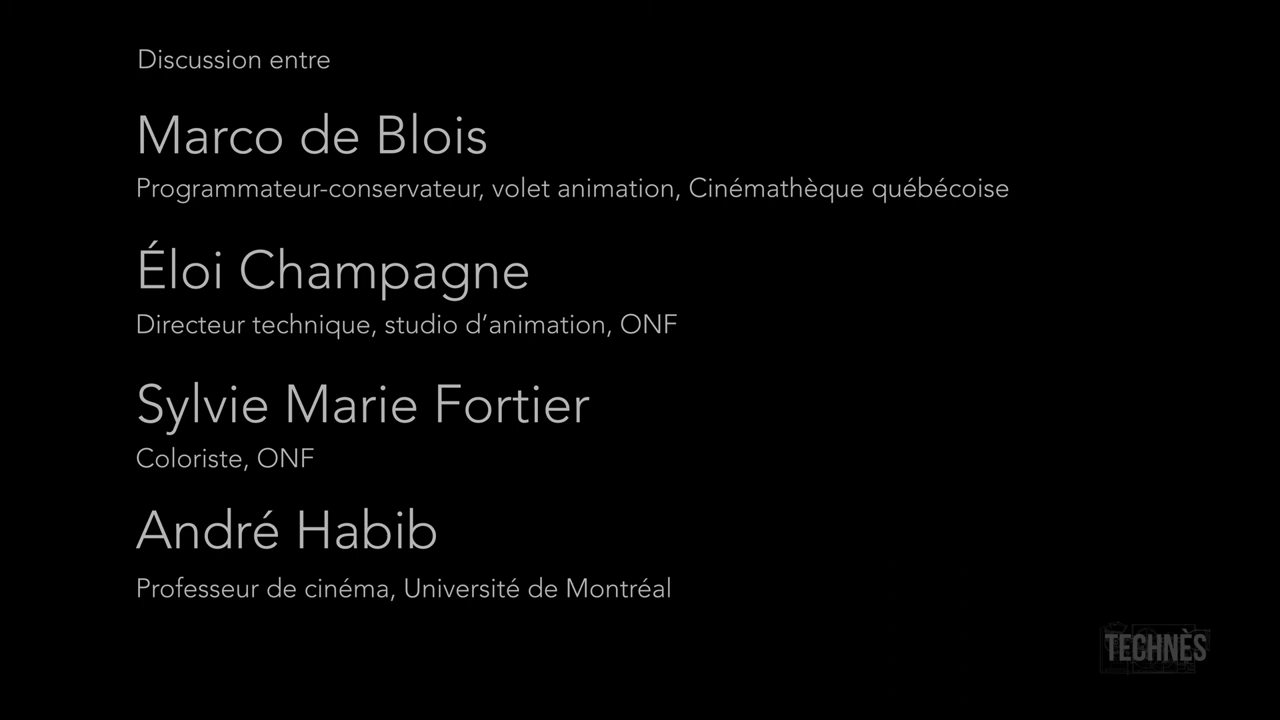 Discussion entre
Marco de Blois
Programmateur-conservateur, volet animation, Cinémathèque québécoise
Éloi Champagne
Directeur technique, studio d’animation, ONF
Sylvie Marie Fortier
Coloriste, ONF
André Habib
Professeur de cinéma, Université de Montréal
TECHNÈS